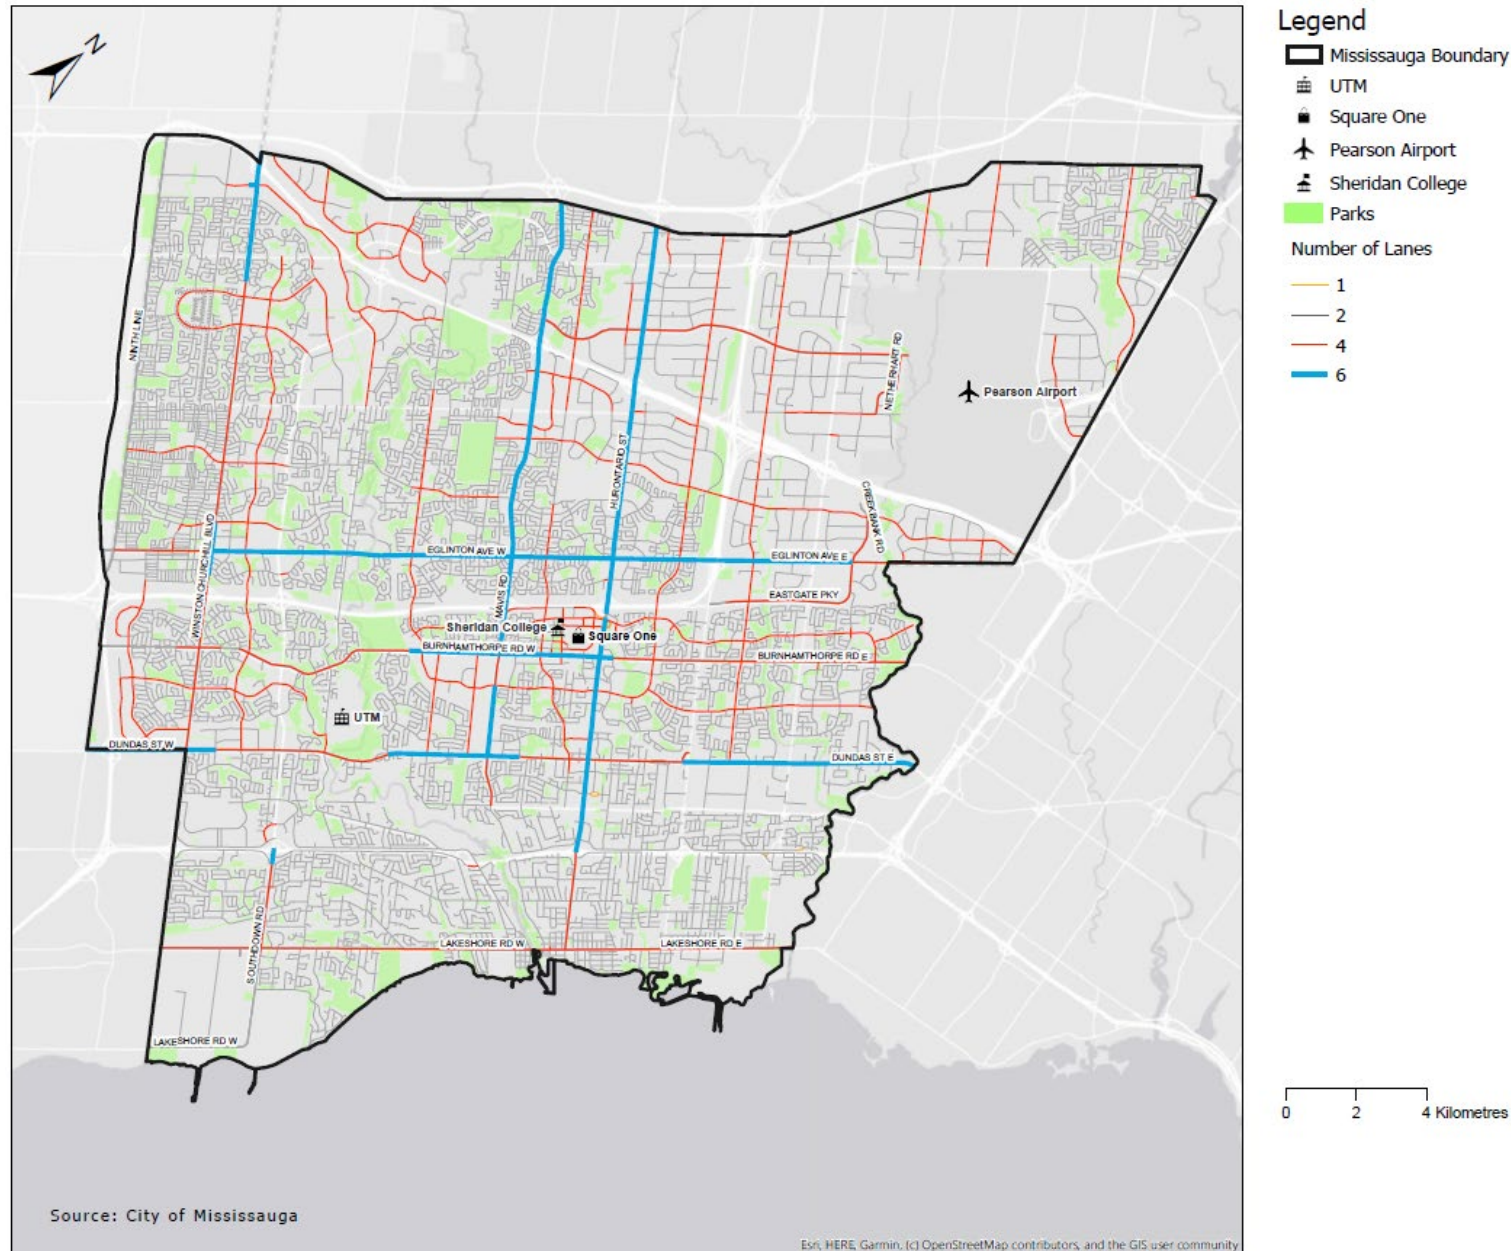 N
Legend
Mississauga Boundary
UTM
Square One
Pearson Airport
Sheridan College
Parks
Number of Lanes
1
2
4
6
NINTH LINE
NETHERHART RD
Pearson Airport
HURONTARIO ST
CREEKBANK RD
WINSTON CHURCHILL BLVD
EGLINTON AVE W
EGLINTON AVE E
MAVIS RD
EASTGATE PKY
Sheridan College
Square One
BURNHAMTHORPE RD W
BURNHAMTHORPE RD E
UTM
DUNDAS ST W
DUNDAS ST E
SOUTHDOWN RD
LAKESHORE RD W
LAKESHORE RD E
LAKESHORE RD W
0 2 4 Kilometres
Source: City of Mississauga
Esri, HERE, Garmin, (c) OpenStreetMap contributors, and the GIS user community